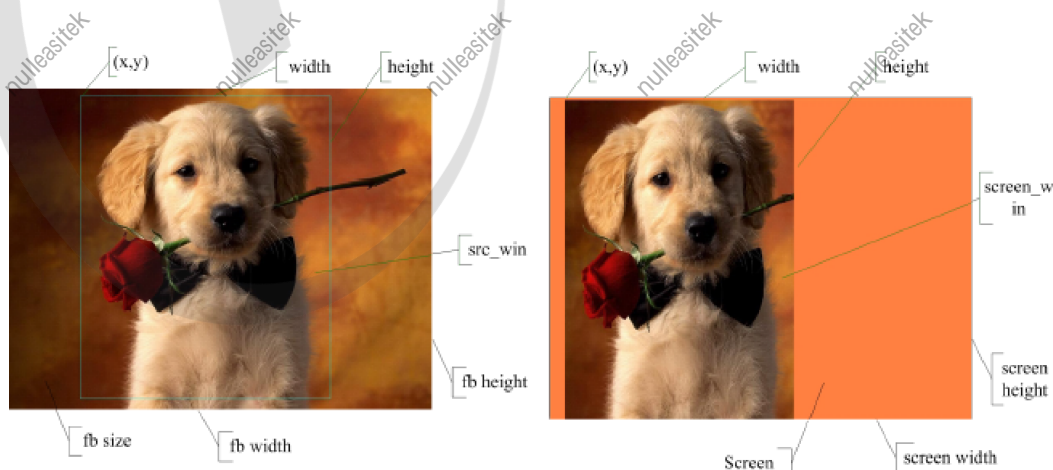 nulleasitek
nulleasitek
nulleasitek
(x,y)
width
height
src_win
fb height
fb size
fb width
nulleasitek
nulleasitek
nulleasitek
(x,y)
width
height
screen_w
in
screen
height
Screen
screen width